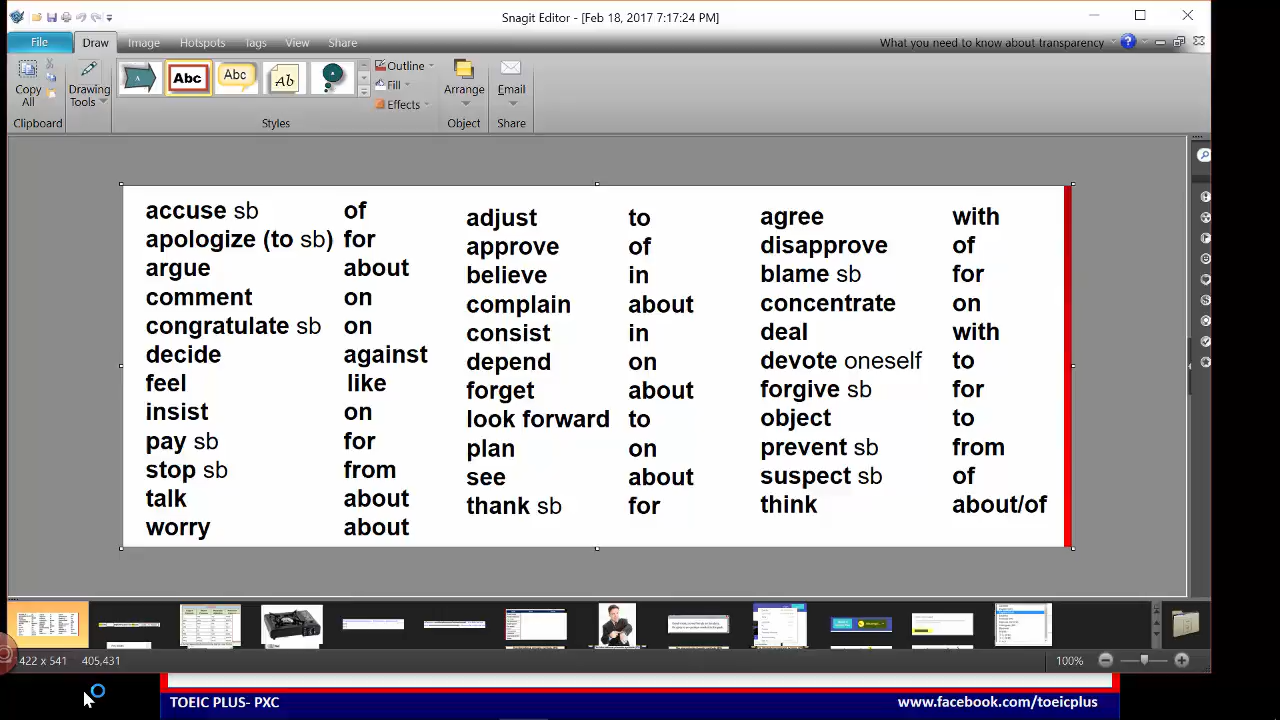 Snagit Editor - [Feb 18, 2017 7:17:24 PM]
File Draw Image Hotspots Tags View Share What you need to know about transparency
Copy All
Clipboard
Drawing Tools
Abc Abc Ab
Styles
Outline
Fill
Effects
Arrange
Object
Email
Share
accuse sb of
apologize (to sb) for
argue about
comment on
congratulate sb on
decide against
feel like
insist on
pay sb for
stop sb from
talk about
worry about
adjust to
approve of
believe in
complain about
consist in
depend on
forget about
look forward to
plan on
see about
thank sb for
agree with
disapprove of
blame sb for
concentrate on
deal with
devote oneself to
forgive sb for
object to
prevent sb from
suspect sb of
think about/of
422 x 541 405,431 100%
TOEIC PLUS- PXC www.facebook.com/toeicplus